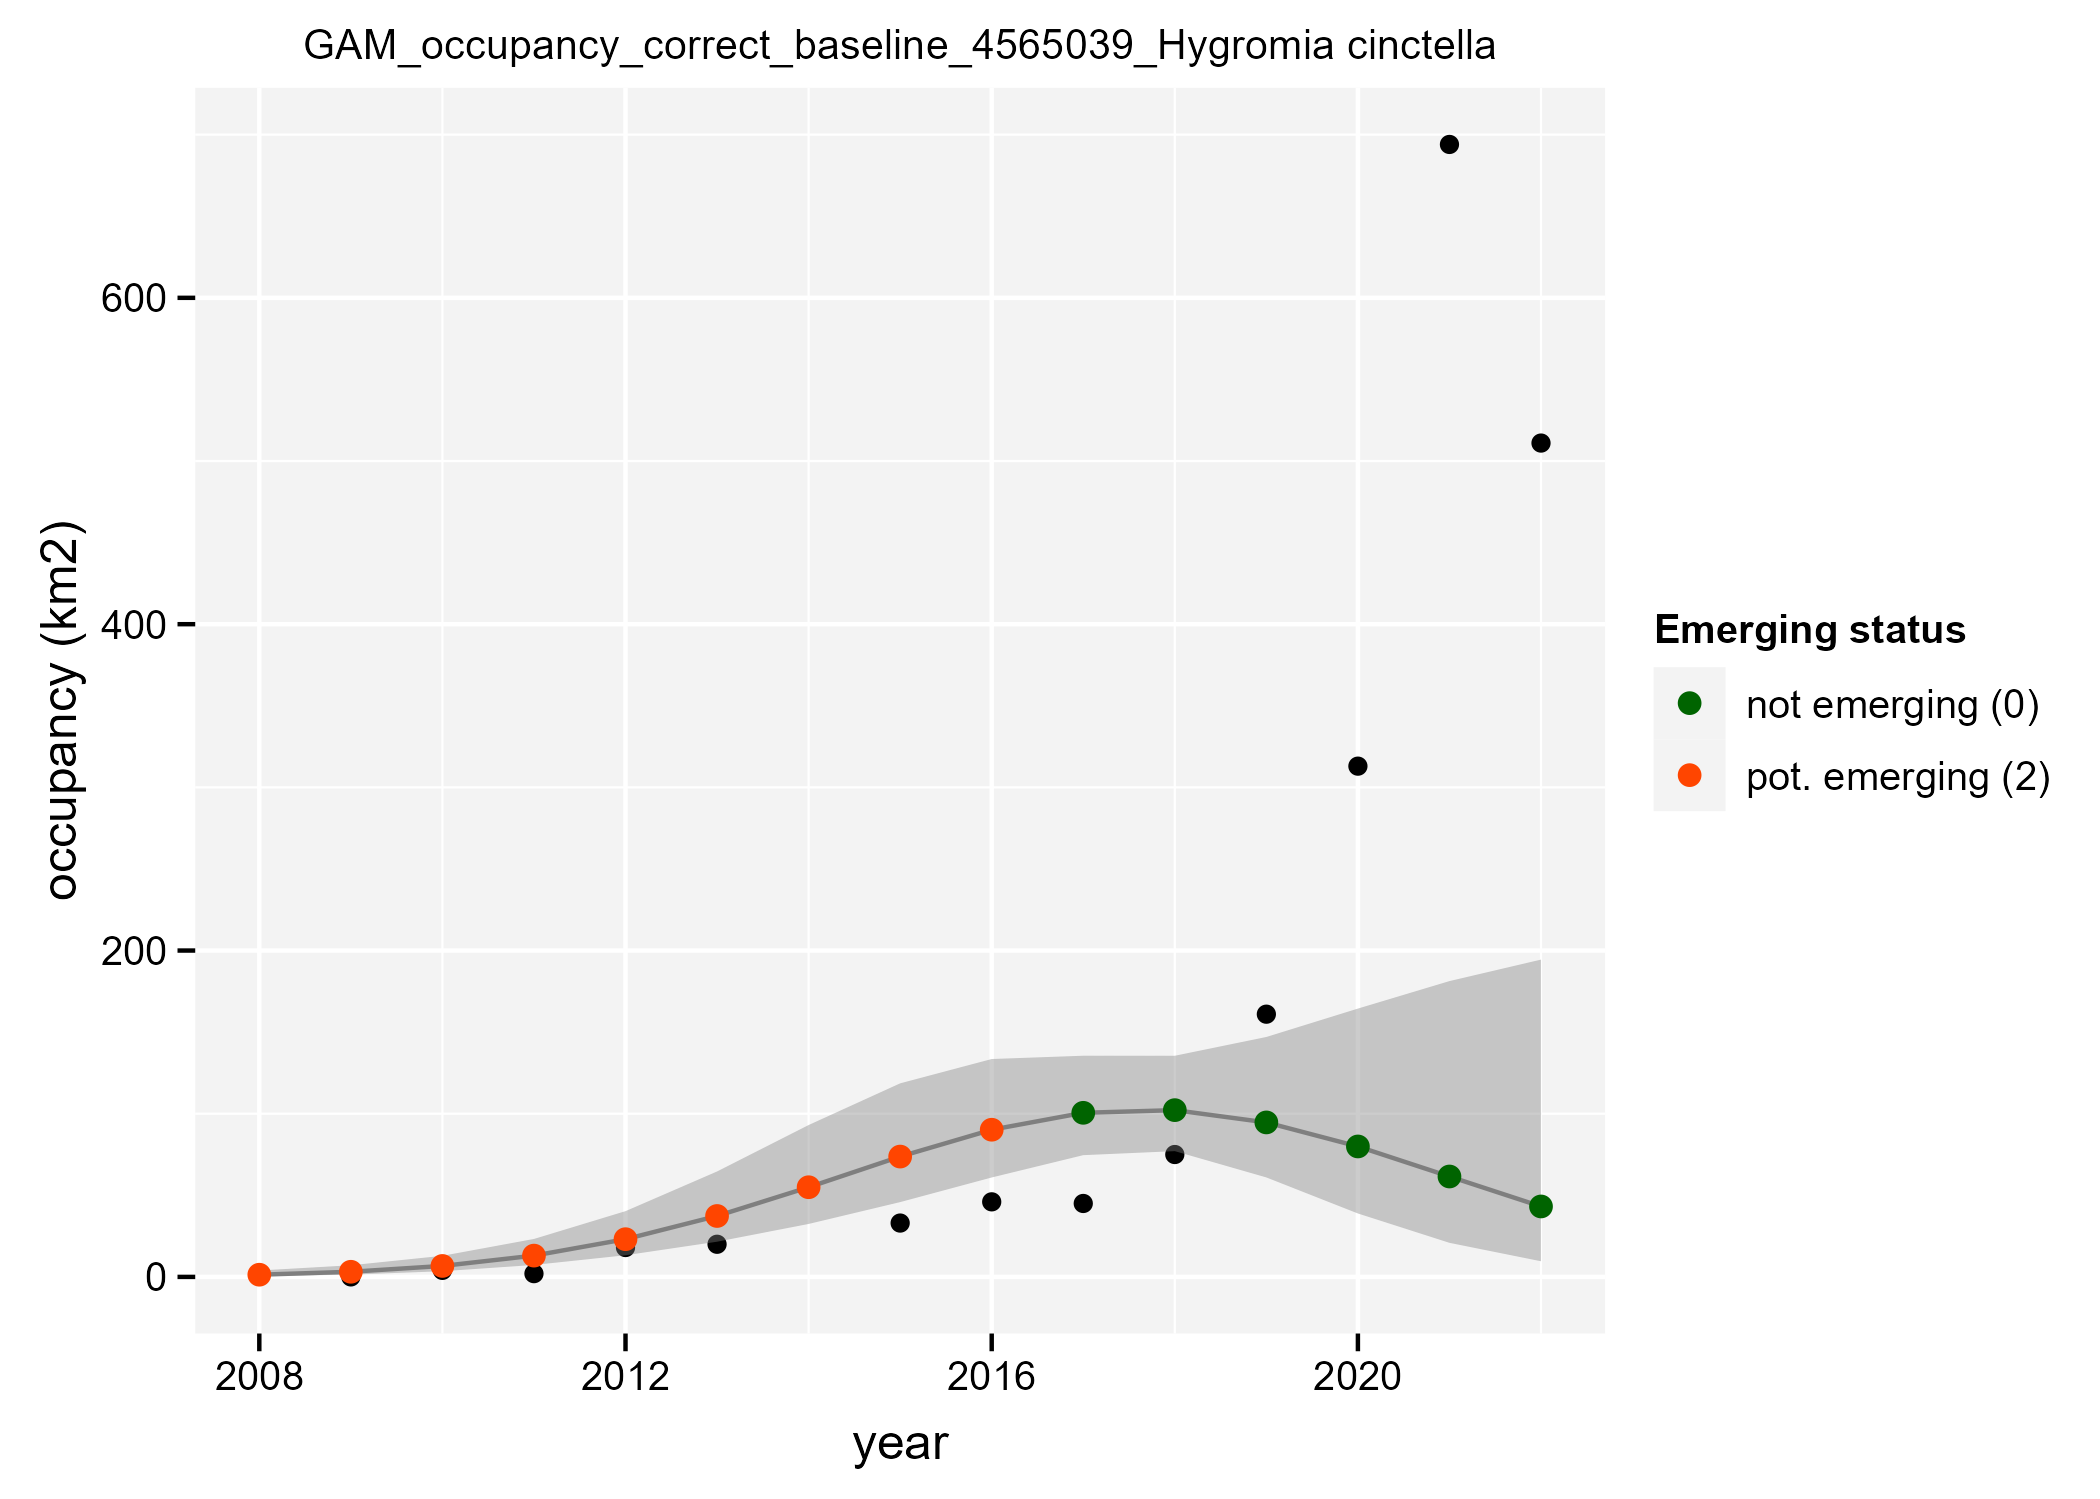 GAM_occupancy_correct_baseline_4565039_Hygromia cinctella
occupancy (km2)
600
400
200
0
2008
2012
2016
2020
year
Emerging status
not emerging (0)
pot. emerging (2)